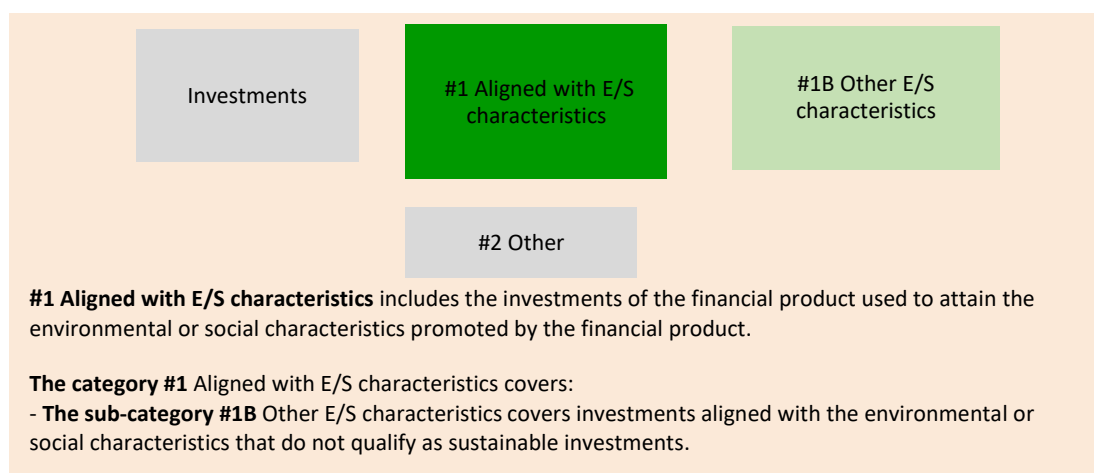 Investments
#1 Aligned with E/S
characteristics
#1B Other E/S
characteristics
#2 Other
#1 Aligned with E/S characteristics includes the investments of the financial product used to attain the
environmental or social characteristics promoted by the financial product.
The category #1 Aligned with E/S characteristics covers:
- The sub-category #1B Other E/S characteristics covers investments aligned with the environmental or
social characteristics that do not qualify as sustainable investments.